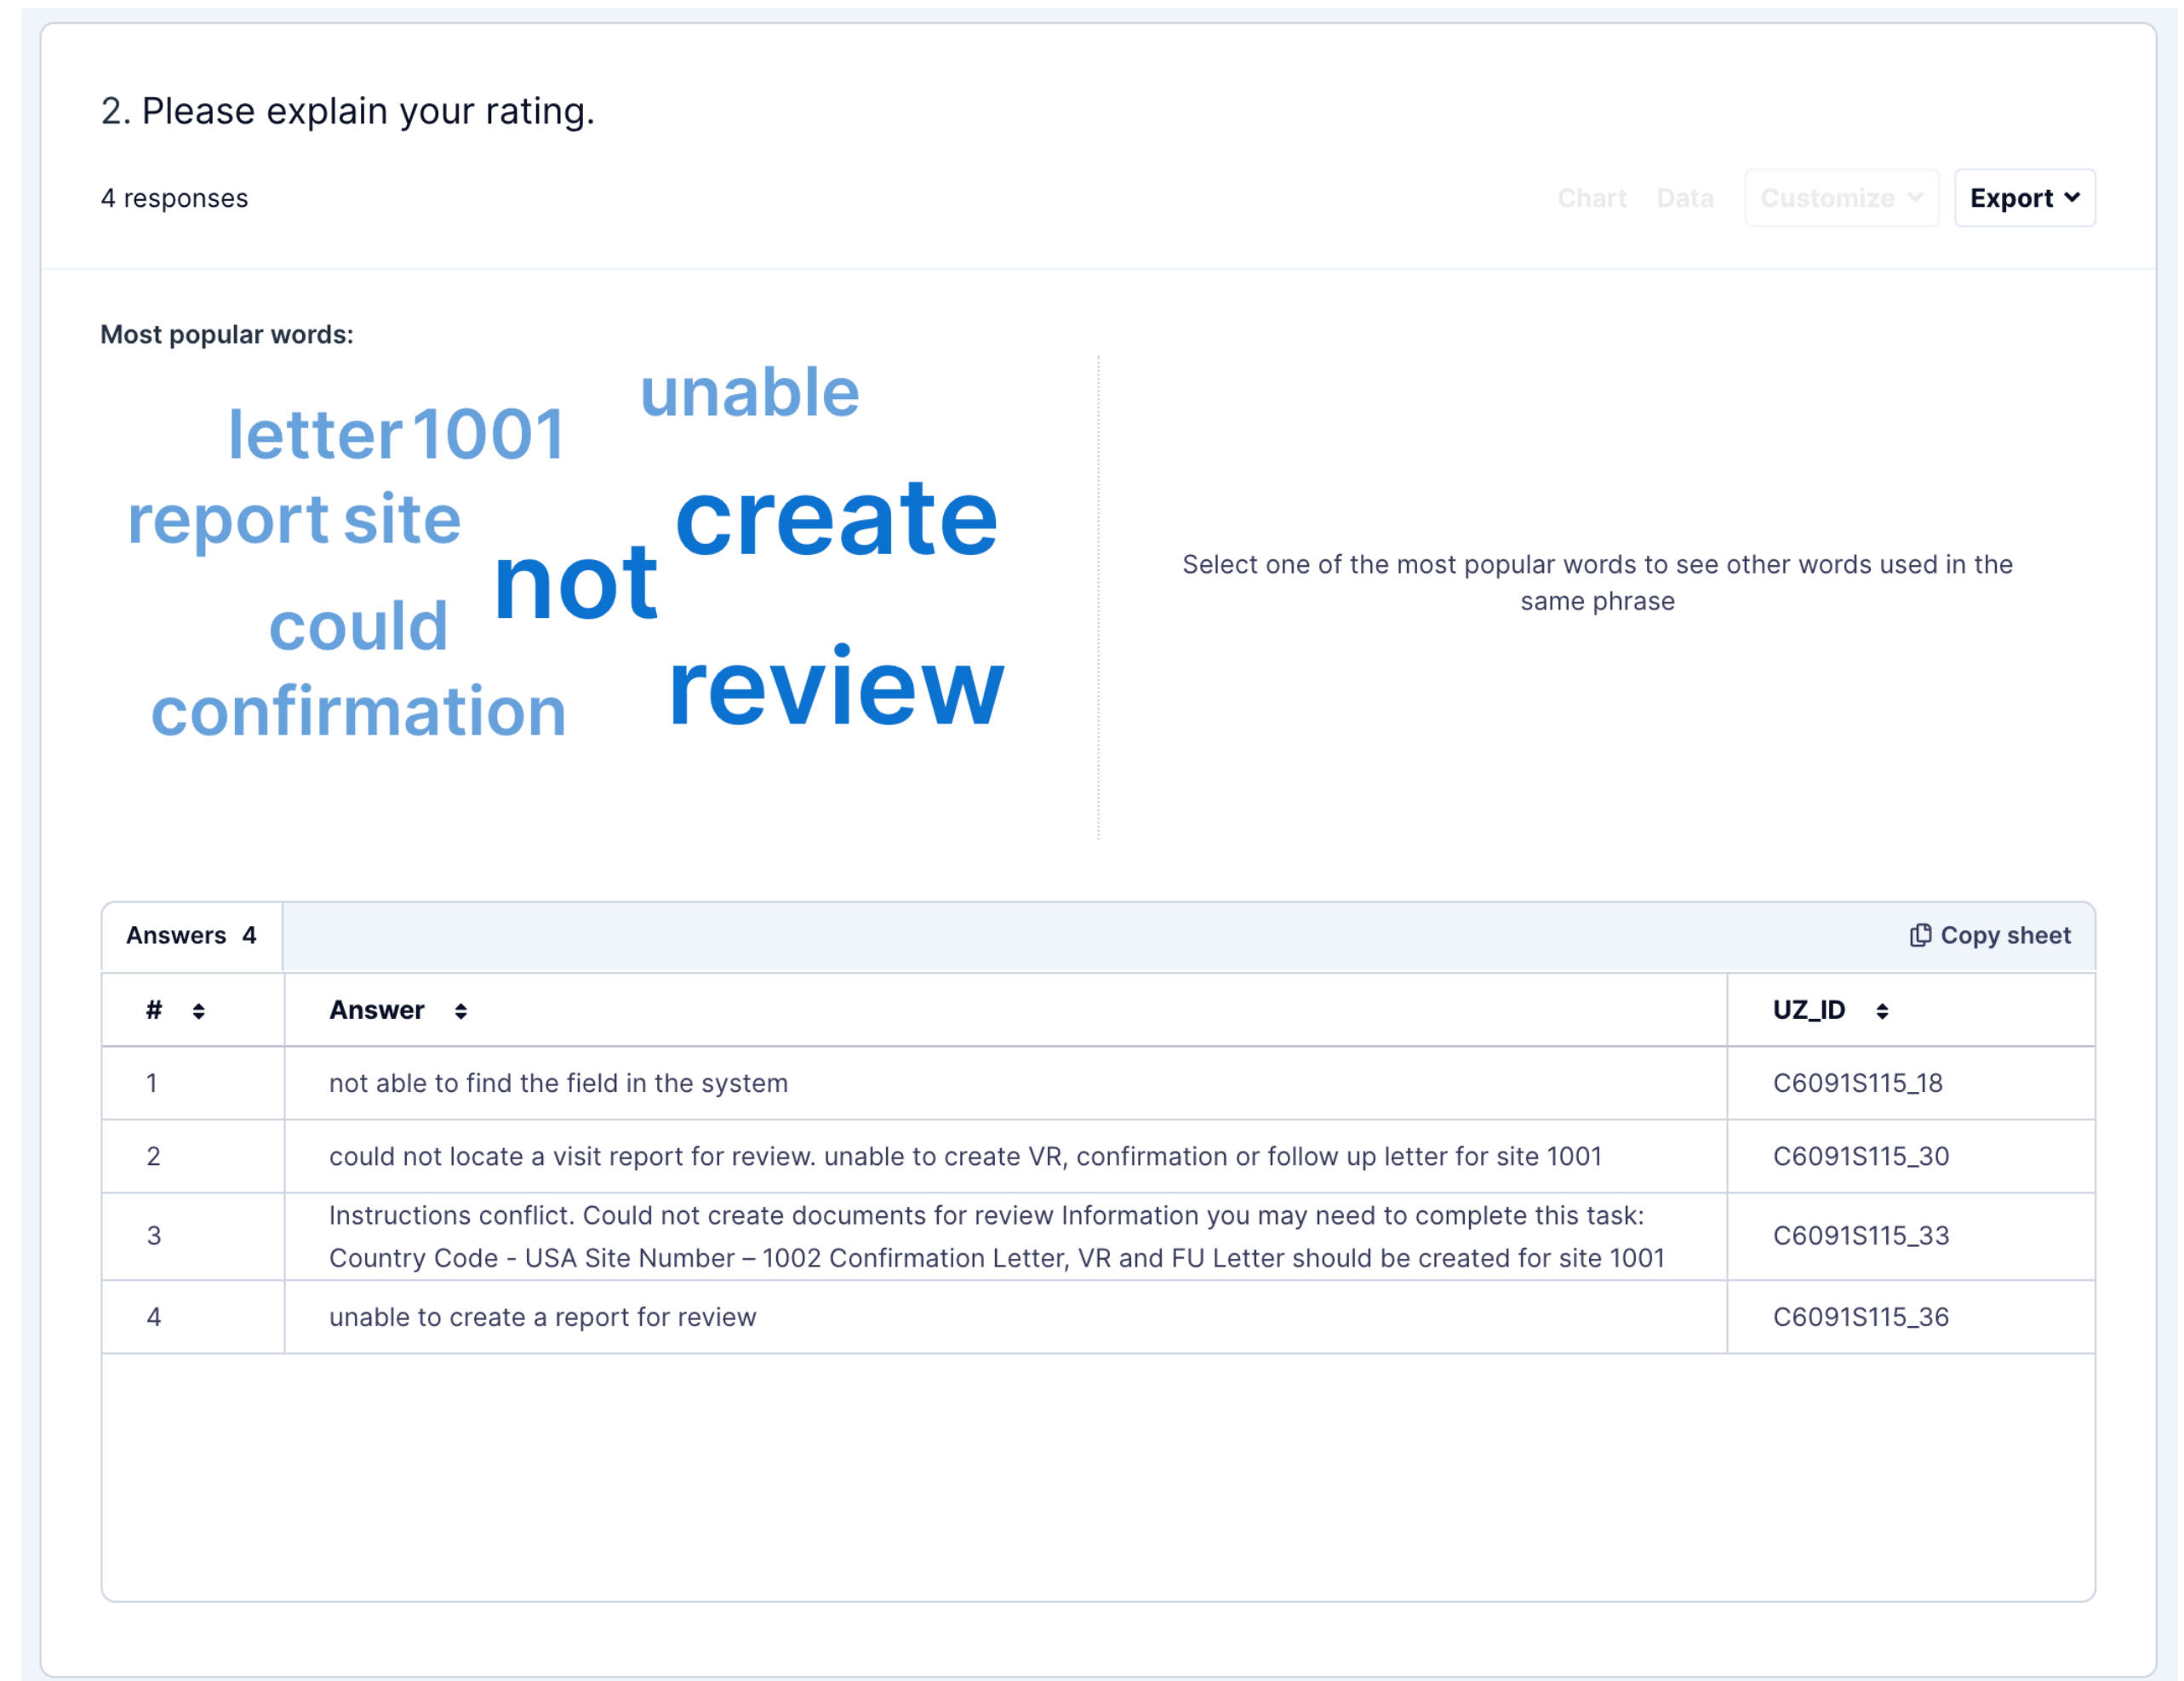 2. Please explain your rating.
4 responses
Chart Data Customize Export
Most popular words:
unable
letter 1001
create
report site
not
could
review
confirmation
Select one of the most popular words to see other words used in the
same phrase
Answers 4 Copy sheet
# Answer UZ_ID
1 not able to find the field in the system C6091S115_18
2 could not locate a visit report for review. unable to create VR, confirmation or follow up letter for site 1001 C6091S115_30
3 Instructions conflict. Could not create documents for review Information you may need to complete this task:
Country Code - USA Site Number – 1002 Confirmation Letter, VR and FU Letter should be created for site 1001 C6091S115_33
4 unable to create a report for review C6091S115_36